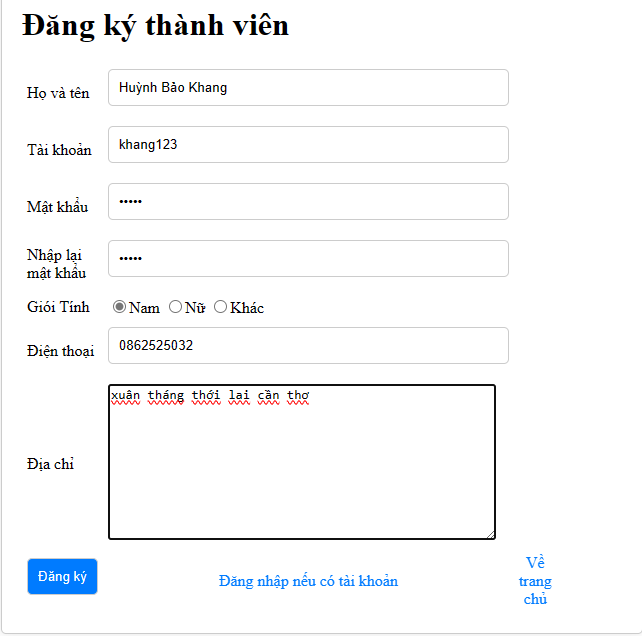 Đăng ký thành viên
Họ và tên Huỳnh Bảo Khang
Tài khoản khang123
Mật khẩu •••••
Nhập lại
mật khẩu •••••
Giói Tính Nam Nữ Khác
Điện thoại 0862525032
xuân tháng thới lai cần thơ
Địa chỉ
Về
Đăng ký Đăng nhập nếu có tài khoản trang
chủ